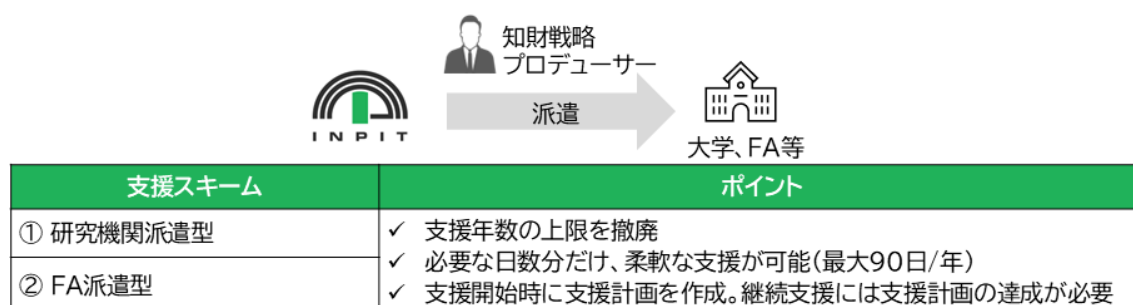 知財戦略
プロデューサー
派遣
INPIT
大学、FA等
支援スキーム
ポイント
① 研究機関派遣型
② FA派遣型
✓ 支援年数の上限を撤廃
✓ 必要な日数分だけ、柔軟な支援が可能(最大90日/年)
✓ 支援開始時に支援計画を作成。継続支援には支援計画の達成が必要